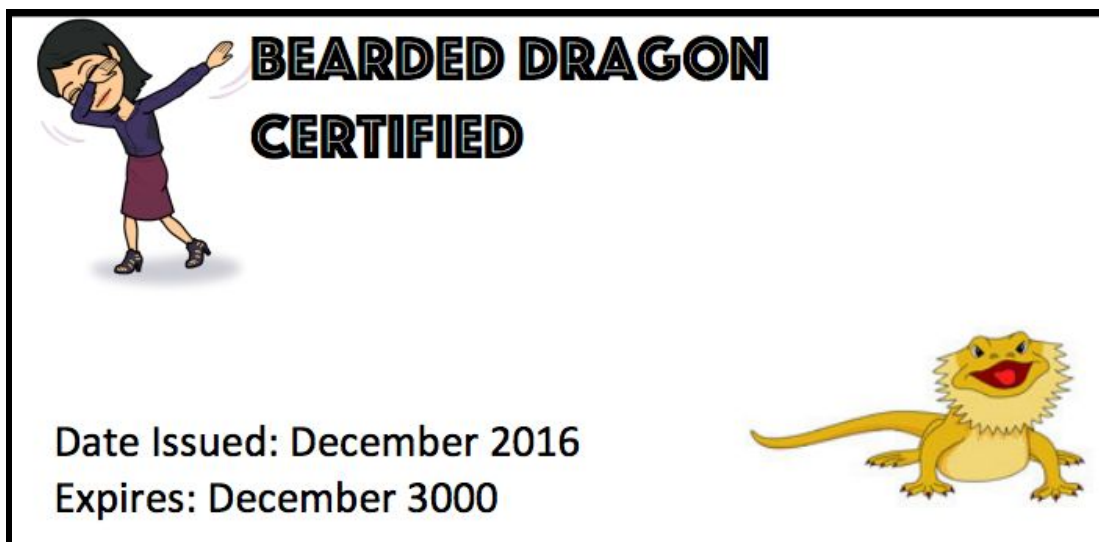 BEARDED DRAGON
CERTIFIED
Date Issued: December 2016
Expires: December 3000